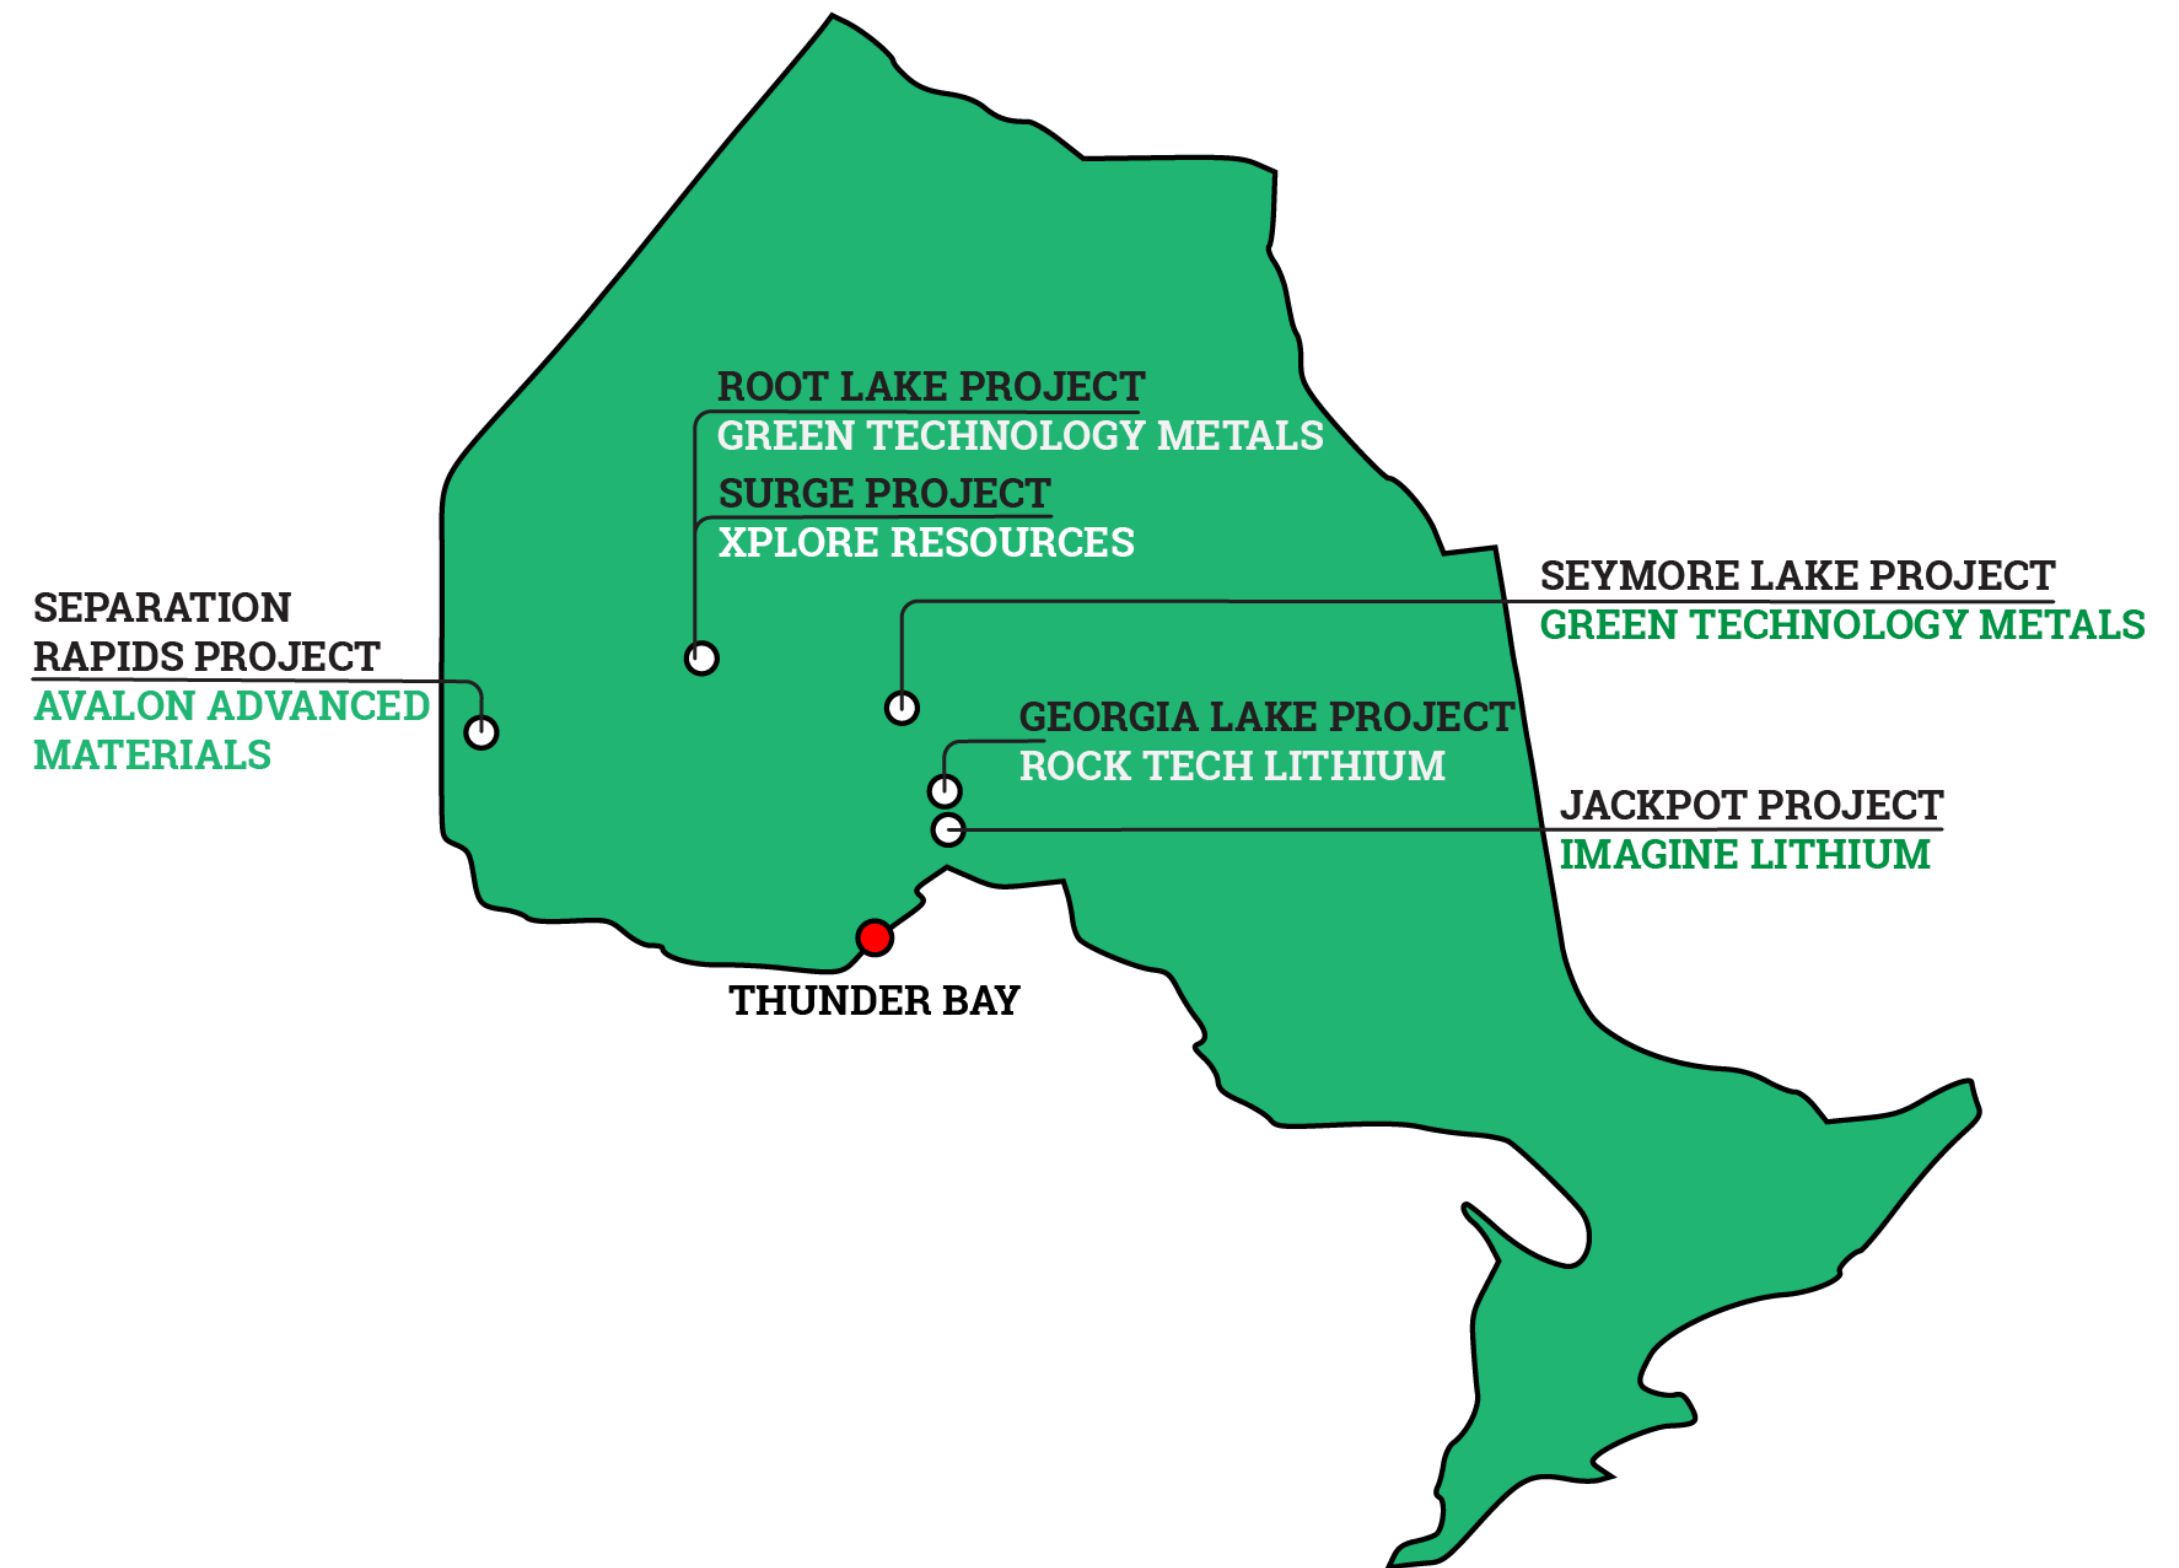 ROOT LAKE PROJECT
GREEN TECHNOLOGY METALS
SURGE PROJECT
XPLORE RESOURCES
SEYMORE LAKE PROJECT
GREEN TECHNOLOGY METALS
SEPARATION
RAPIDS PROJECT
AVALON ADVANCED
MATERIALS
GEORGIA LAKE PROJECT
ROCK TECH LITHIUM
JACKPOT PROJECT
IMAGINE LITHIUM
THUNDER BAY